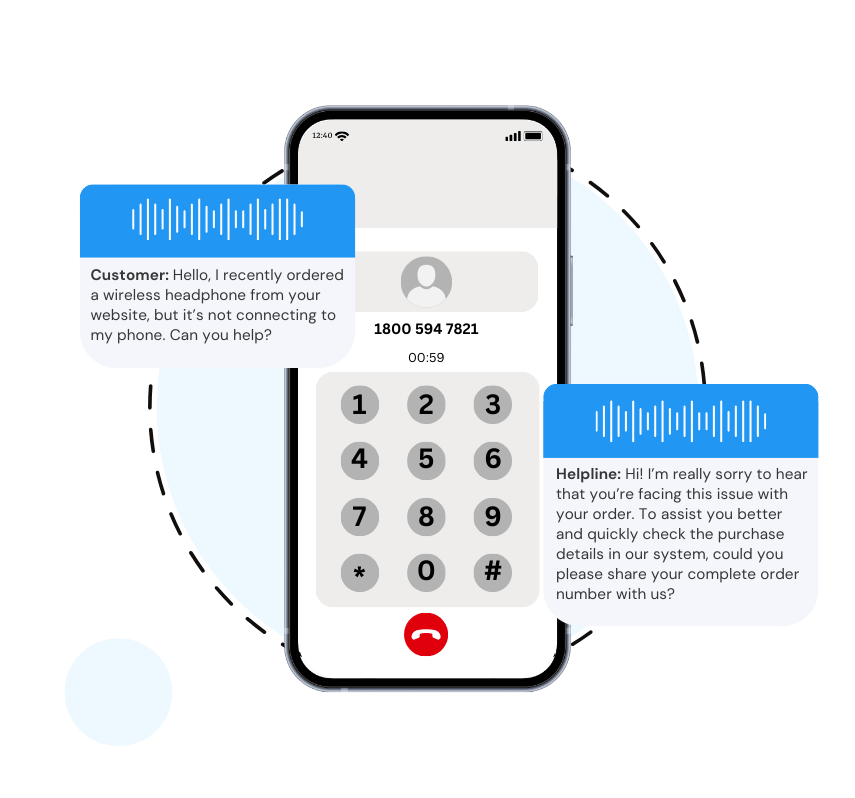 12:40
Customer: Hello, I recently ordered
a wireless headphone from your
website, but it's not connecting to
my phone. Can you help?
1800 594 7821
00:59
1 2 3
4 5 6
7 8 9
* 0 #
Helpline: Hi! I'm really sorry to hear
that you're facing this issue with
your order. To assist you better
and quickly check the purchase
details in our system, could you
please share your complete order
number with us?